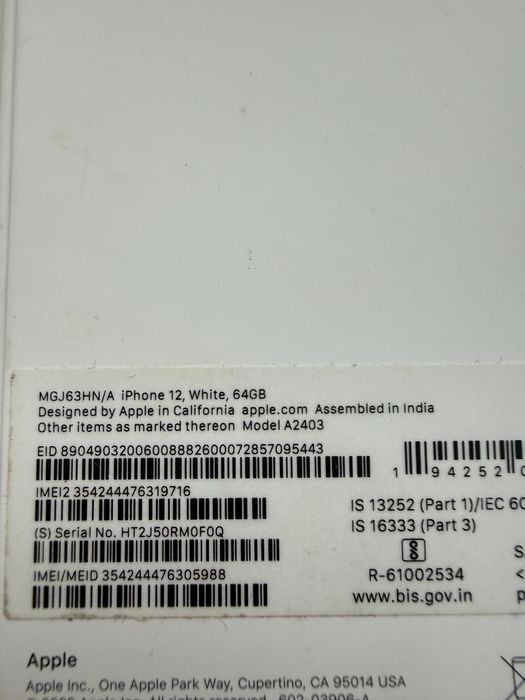 MGJ63HN/A iPhone 12, White, 64GB
Designed by Apple in California apple.com Assembled in India
Other items as marked thereon Model A2403
EID 89049032006008882600072857095443
1 94252 0
IMEI2 354244476319716
(S) Serial No. HT2J50RM0F0Q
IMEI/MEID 354244476305988
IS 13252 (Part 1)/IEC 60
IS 16333 (Part 3)
R-61002534
www.bis.gov.in
S
<
p
Apple
Apple Inc., One Apple Park Way, Cupertino, CA 95014 USA